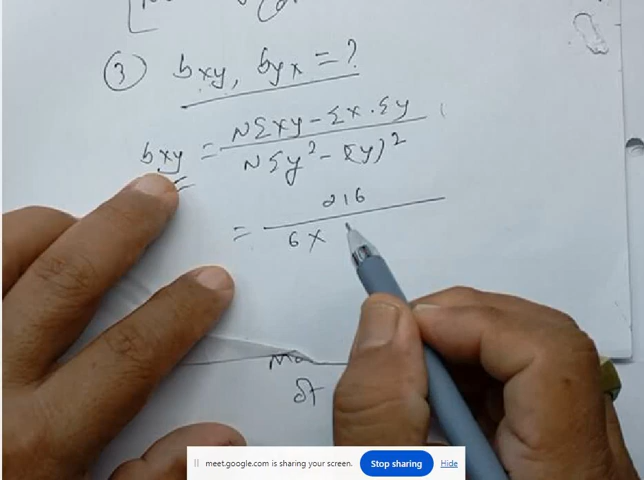 ③ bxy, byx = ?
bxy = NΣxy - Σx . Σy
NΣy² - (Σy)²
= 216
6 ×
meet.google.com is sharing your screen. Stop sharing Hide